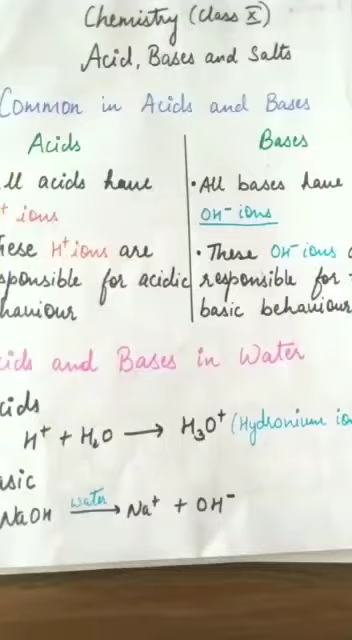 Chemistry (Class X)
Acid, Bases and Salts
Common in Acids and Bases
Acids
ll acids have
+ ions
hese H+ ions are
sponsible for acidic
haviour
Bases
• All bases have
OH- ions
• These OH- ions
responsible for
basic behaviour
cids and Bases in Water
cids
H+ + H2O → H3O+ (Hydronium io
asic
NaOH water→ Na+ + OH-